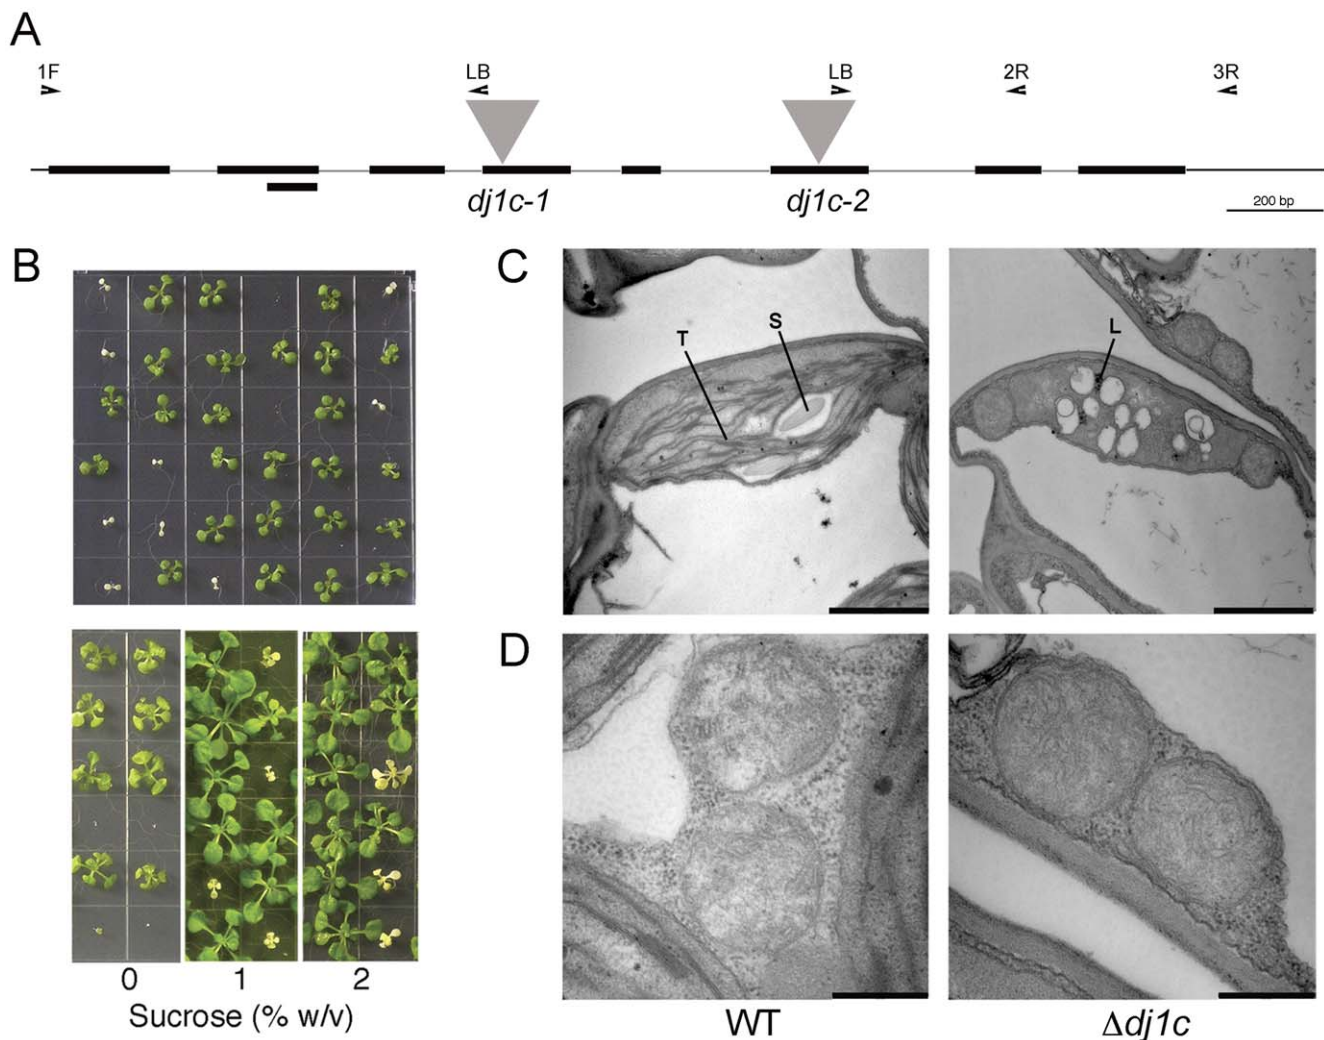 A
1F LB LB 2R 3R
dj1c-1 dj1c-2
200 bp
B
C
T S
L
D
0 1 2
Sucrose (% w/v)
WT Δdj1c